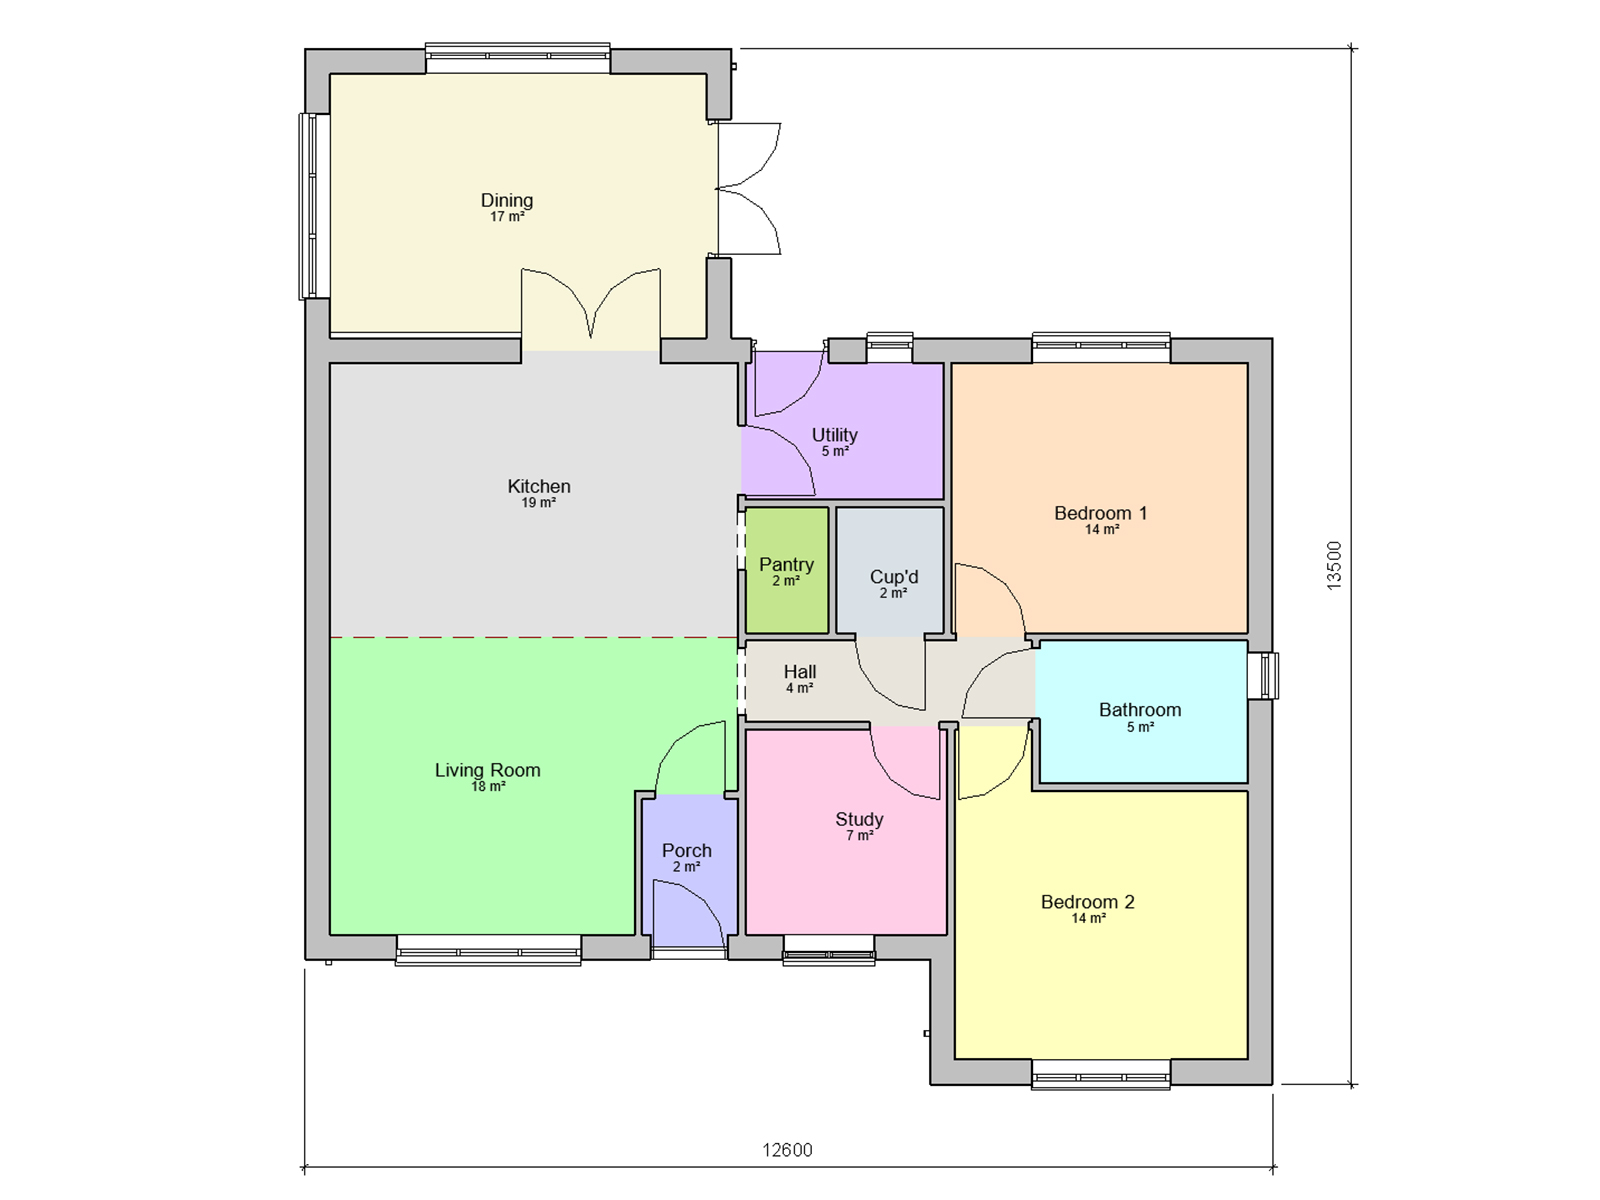 Dining
17 m²
Kitchen
19 m²
Utility
5 m²
Bedroom 1
14 m²
Pantry
2 m²
Cup'd
2 m²
13500
Hall
4 m²
Bathroom
5 m²
Living Room
18 m²
Study
7 m²
Porch
2 m²
Bedroom 2
14 m²
12600